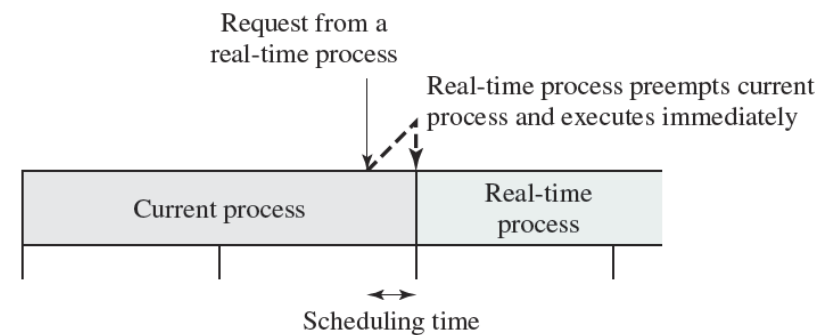 Request from a
real-time process
Real-time process preempts current
process and executes immediately
Current process
Real-time
process
Scheduling time